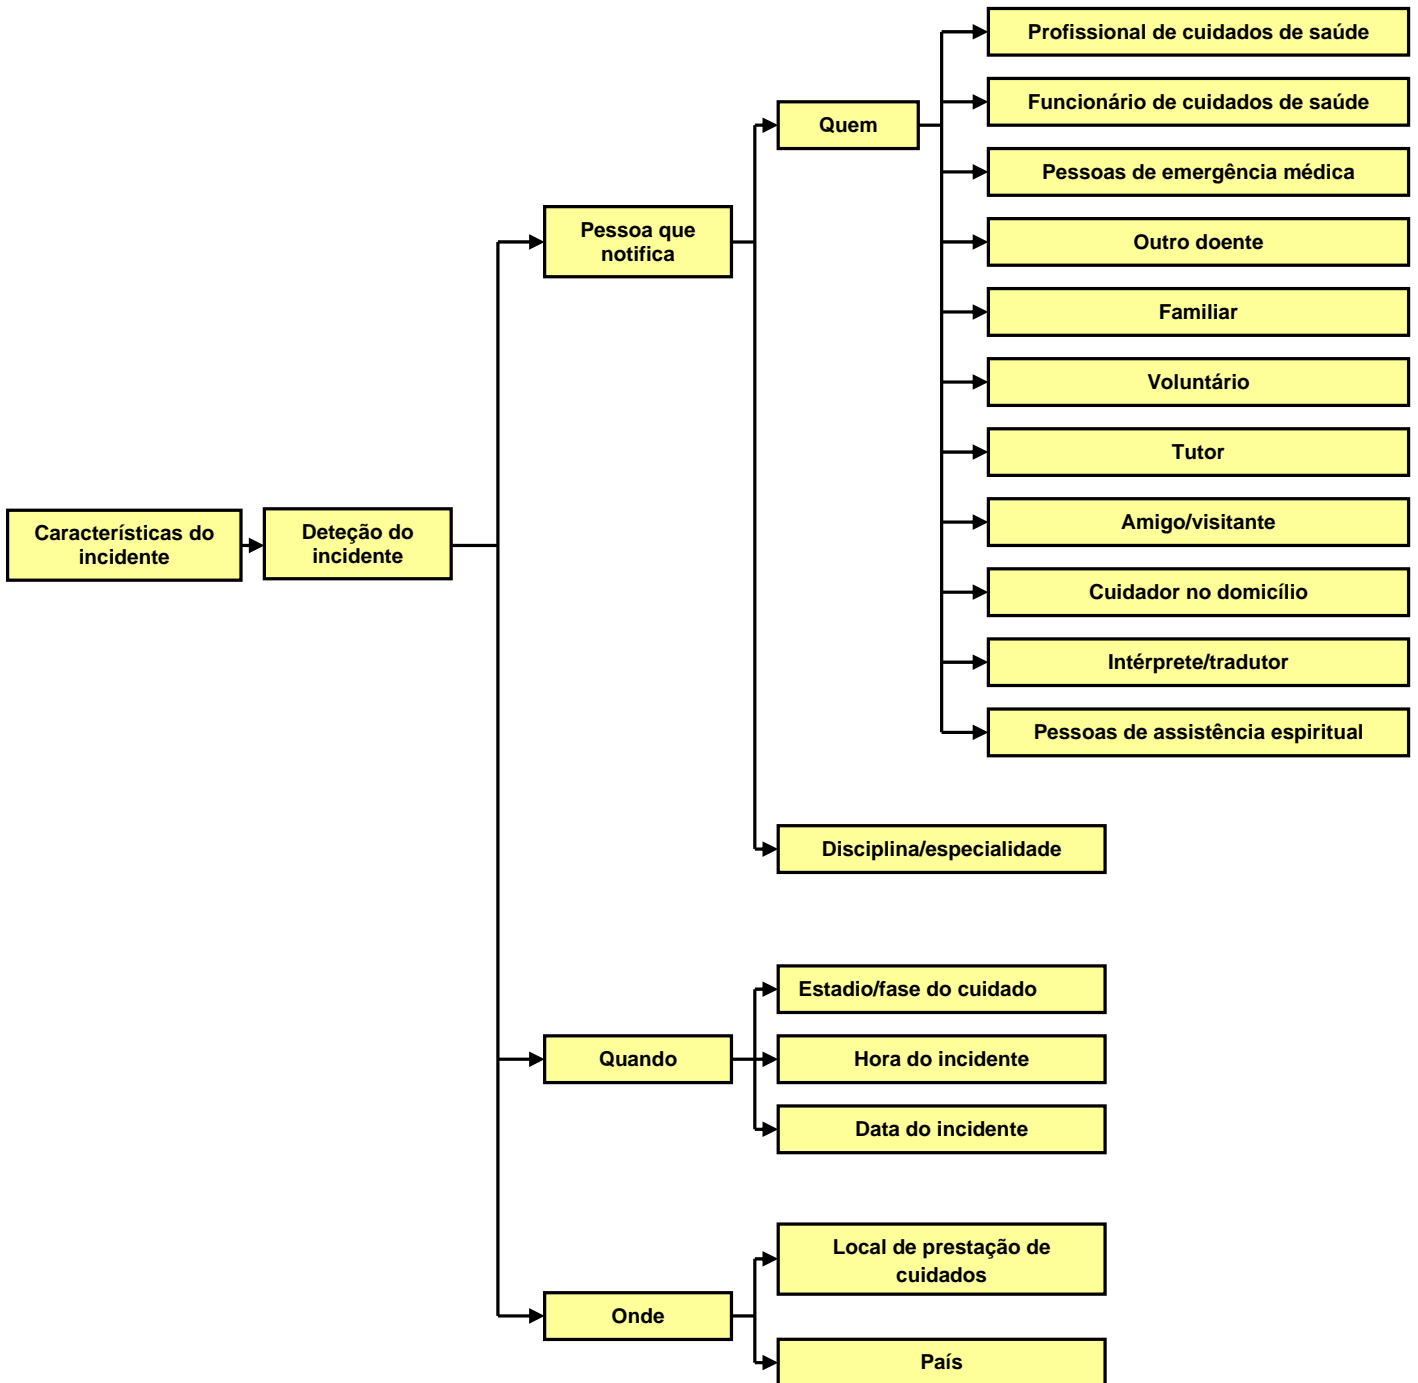 Profissional de cuidados de saúde
Funcionário de cuidados de saúde
Quem
Pessoas de emergência médica
Pessoa que
notifica
Outro doente
Familiar
Voluntário
Tutor
Características do
incidente
Deteção do
incidente
Amigo/visitante
Cuidador no domicílio
Intérprete/tradutor
Pessoas de assistência espiritual
Disciplina/especialidade
Estadio/fase do cuidado
Quando
Hora do incidente
Data do incidente
Local de prestação de
cuidados
Onde
País